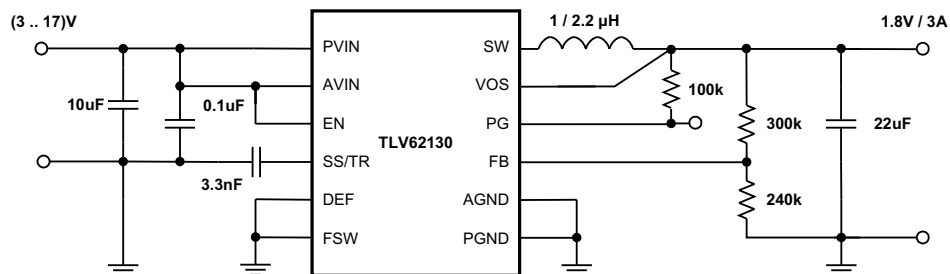 (3 .. 17)V
1 / 2.2 µH
1.8V / 3A
PVIN
SW
AVIN
VOS
10uF
0.1uF
100k
EN
PG
TLV62130
300k
22uF
SS/TR
FB
3.3nF
DEF
AGND
240k
FSW
PGND